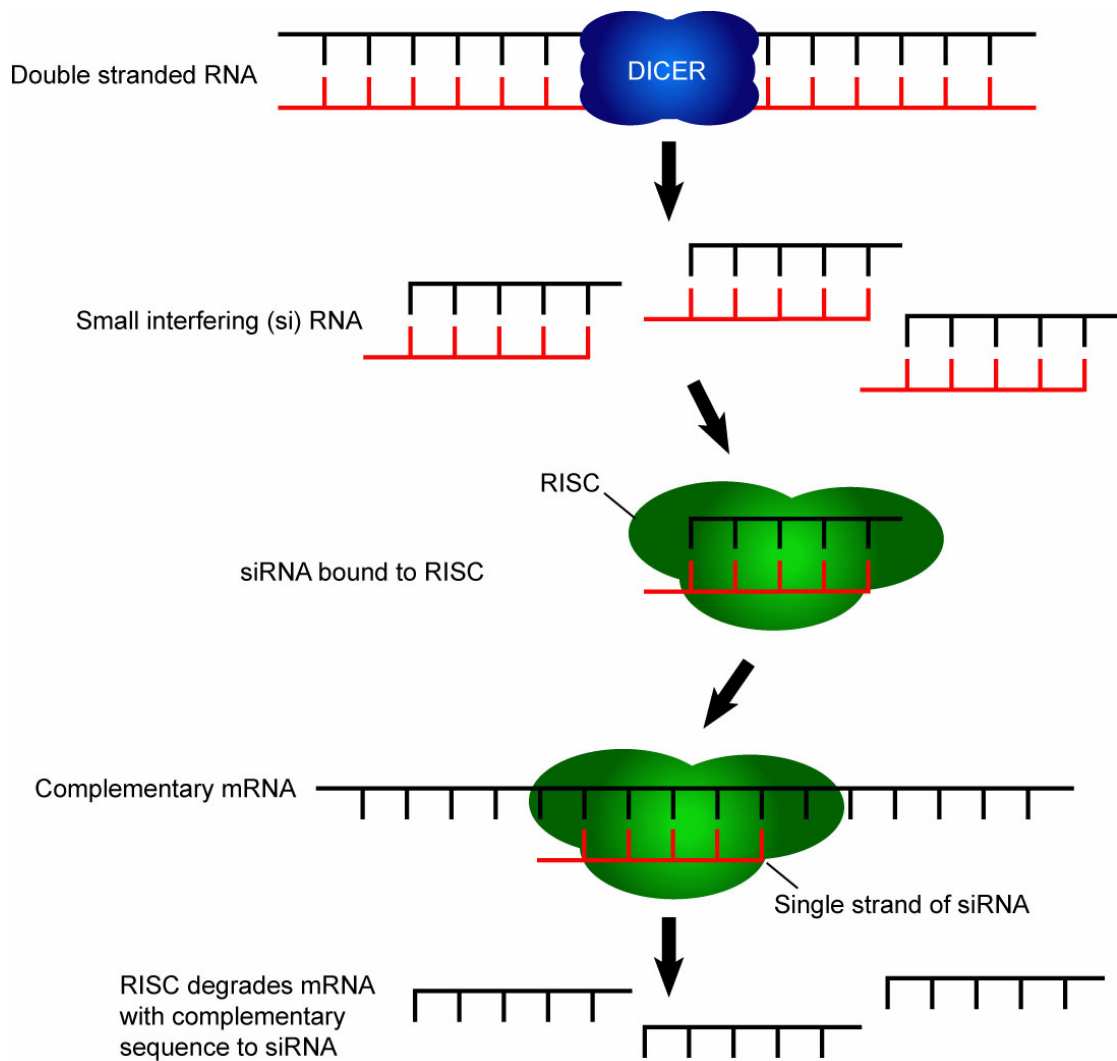 DICER
Double stranded RNA
Small interfering (si) RNA
RISC
siRNA bound to RISC
Complementary mRNA
Single strand of siRNA
RISC degrades mRNA
with complementary
sequence to siRNA